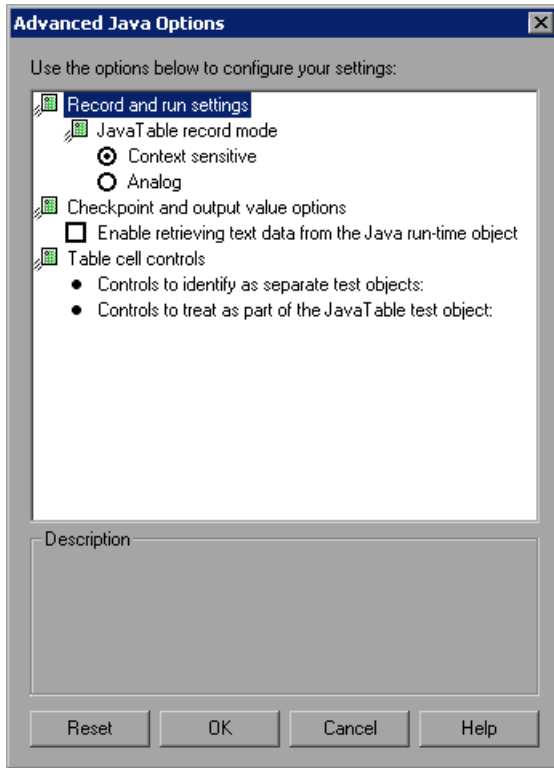 Advanced Java Options
Use the options below to configure your settings:
Record and run settings
JavaTable record mode
Context sensitive
Analog
Checkpoint and output value options
Enable retrieving text data from the Java run-time object
Table cell controls
Controls to identify as separate test objects:
Controls to treat as part of the JavaTable test object:
Description
Reset
OK
Cancel
Help